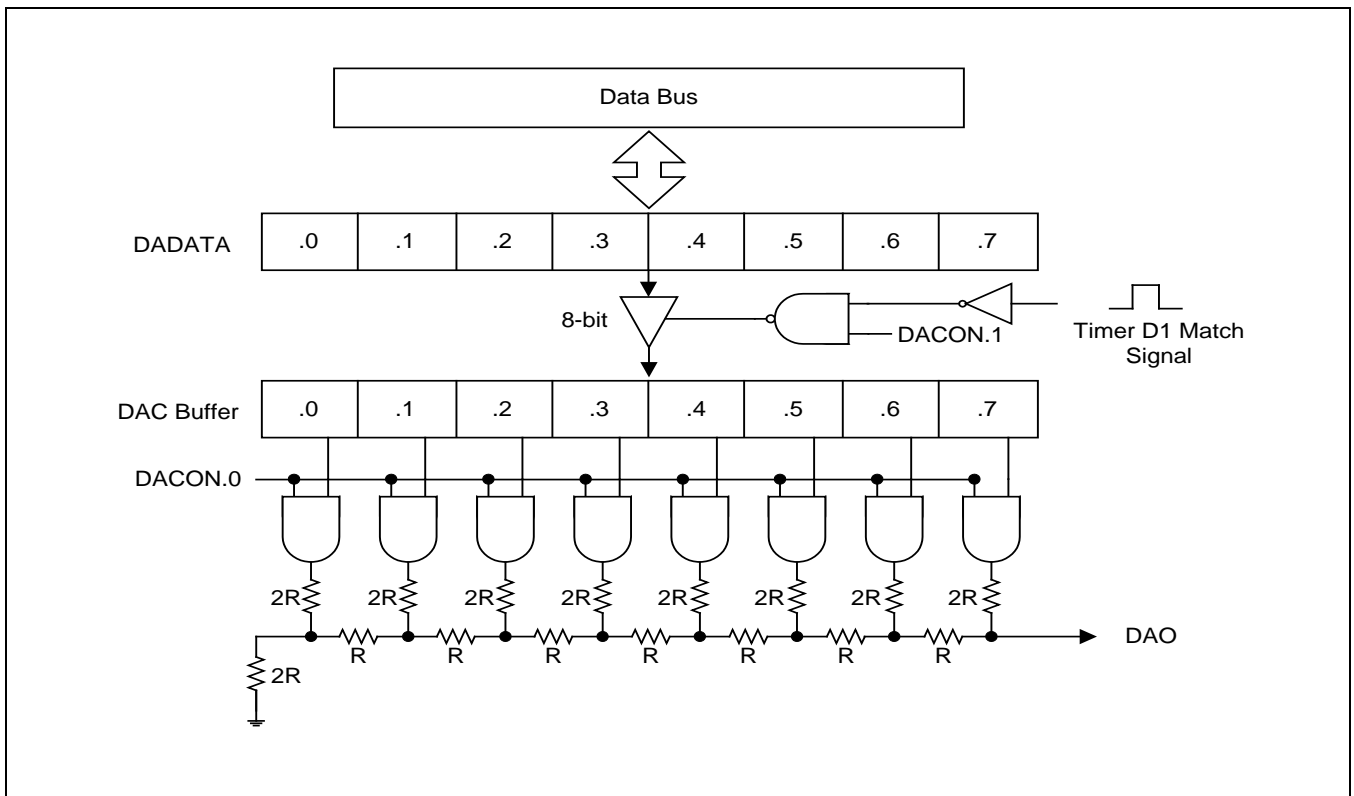 Data Bus
DADATA .0 .1 .2 .3 .4 .5 .6 .7
8-bit
DACON.1
Timer D1 Match
Signal
DAC Buffer .0 .1 .2 .3 .4 .5 .6 .7
DACON.0
2R 2R 2R 2R 2R 2R 2R 2R
DAO
R R R R R R R
2R